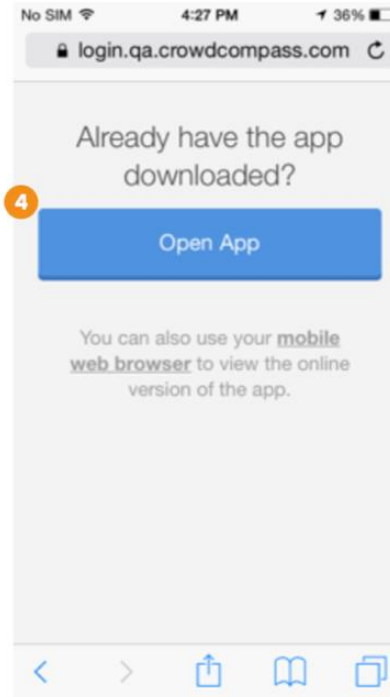 No SIM 4:27 PM 36%
login.qa.crowdcompass.com
Already have the app
downloaded?
4
Open App
You can also use your mobile
web browser to view the online
version of the app.